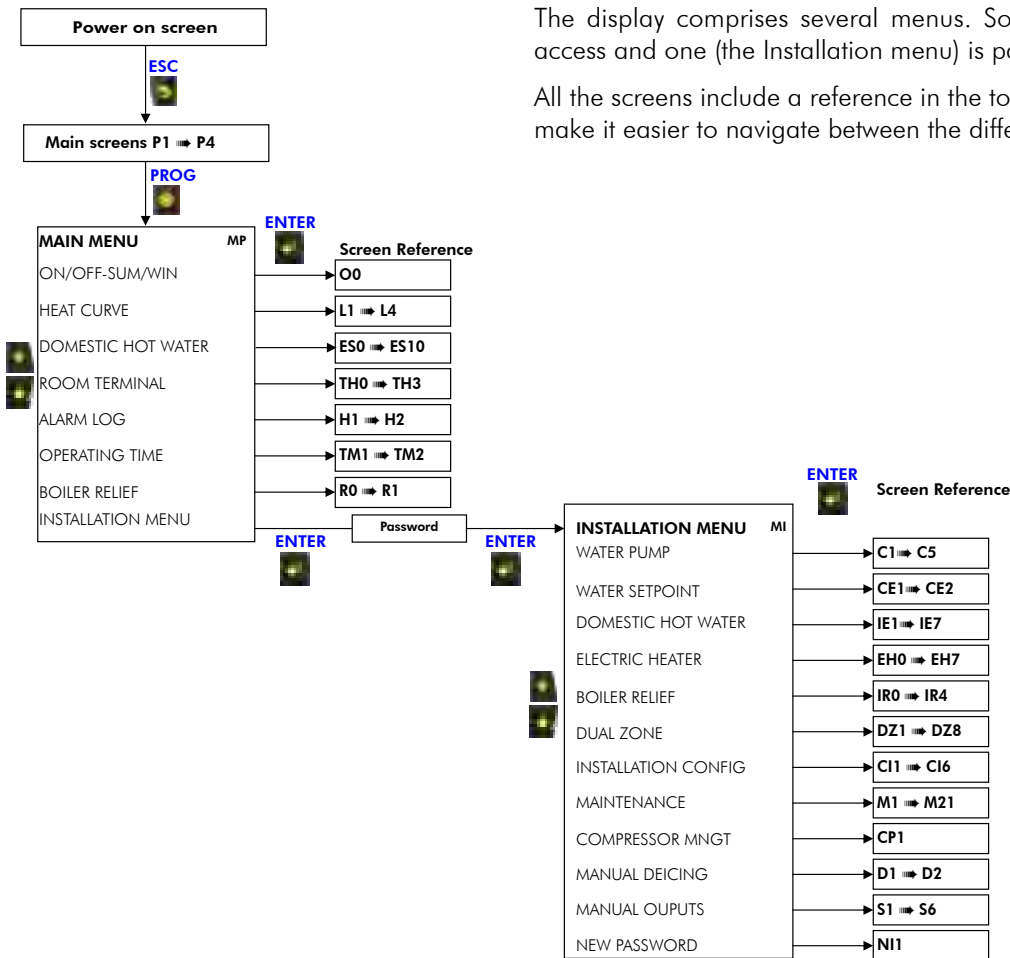 The display comprises several menus. So
access and one (the Installation menu) is
All the screens include a reference in the
make it easier to navigate between the
Power on screen
ESC
Main screens P1 ➠ P4
PROG
MAIN MENU MP
ENTER
Screen Reference
ON/OFF-SUM/WIN
O0
HEAT CURVE
L1 ➠ L4
DOMESTIC HOT WATER
ES0 ➠ ES10
ROOM TERMINAL
TH0 ➠ TH3
ALARM LOG
H1 ➠ H2
OPERATING TIME
TM1 ➠ TM2
BOILER RELIEF
R0 ➠ R1
INSTALLATION MENU
ENTER
Password
ENTER
INSTALLATION MENU MI
ENTER
Screen Reference
WATER PUMP
C1➠ C5
WATER SETPOINT
CE1➠ CE2
DOMESTIC HOT WATER
IE1➠ IE7
ELECTRIC HEATER
EH0 ➠ EH7
BOILER RELIEF
IR0 ➠ IR4
DUAL ZONE
DZ1 ➠ DZ8
INSTALLATION CONFIG
CI1 ➠ CI6
MAINTENANCE
M1 ➠ M21
COMPRESSOR MNGT
CP1
MANUAL DEICING
D1 ➠ D2
MANUAL OUPUTS
S1 ➠ S6
NEW PASSWORD
NI1